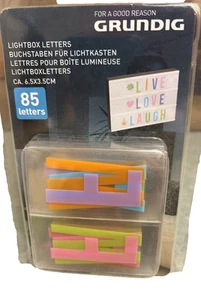 FOR A GOOD REASON
GRUNDIG
LIGHTBOX LETTERS
BUCHSTABEN FÜR LICHTKASTEN
LETTRES POUR BOÎTE LUMINEUSE
LICHTBOXLETTERS
CA. 6.5X3.5CM
85
letters
LIVE
LOVE
LAUGH